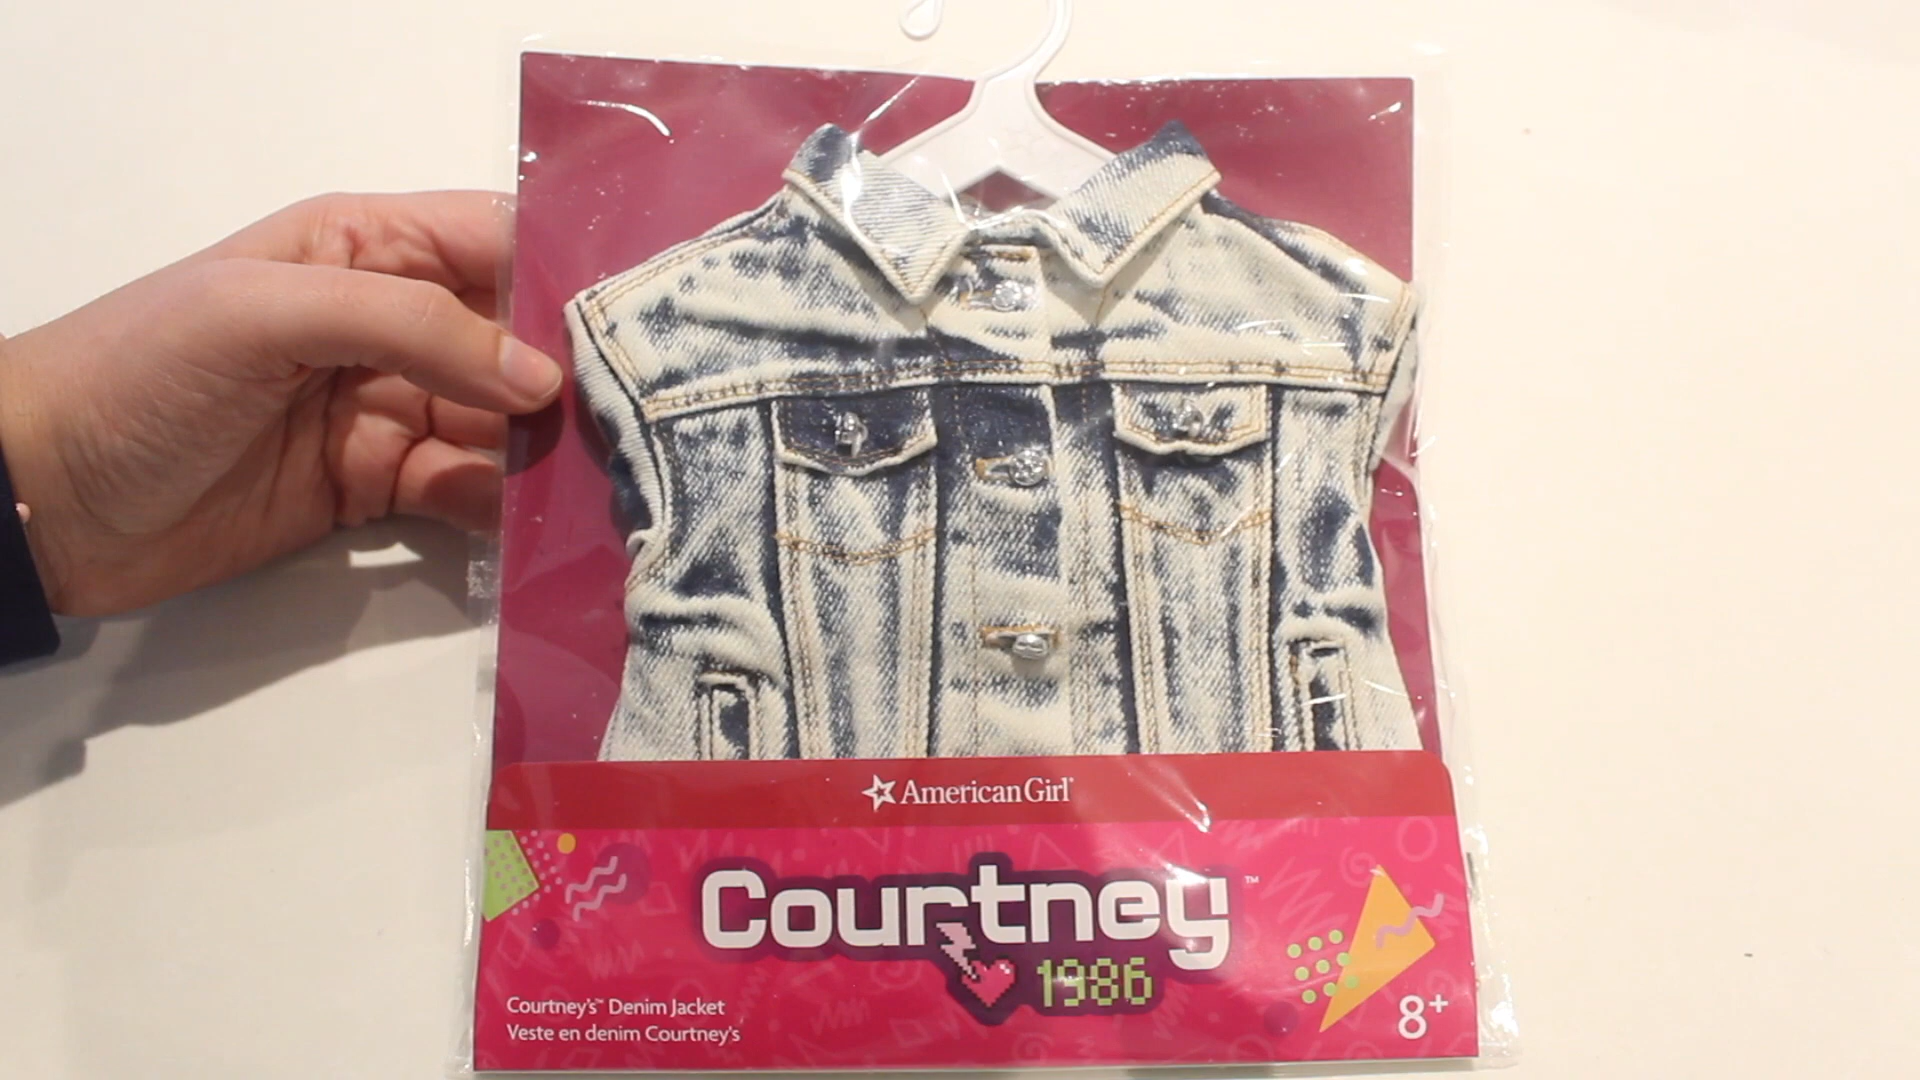 American Girl®
Courtney™
1986
Courtney's™ Denim Jacket
Veste en denim Courtney's
8+